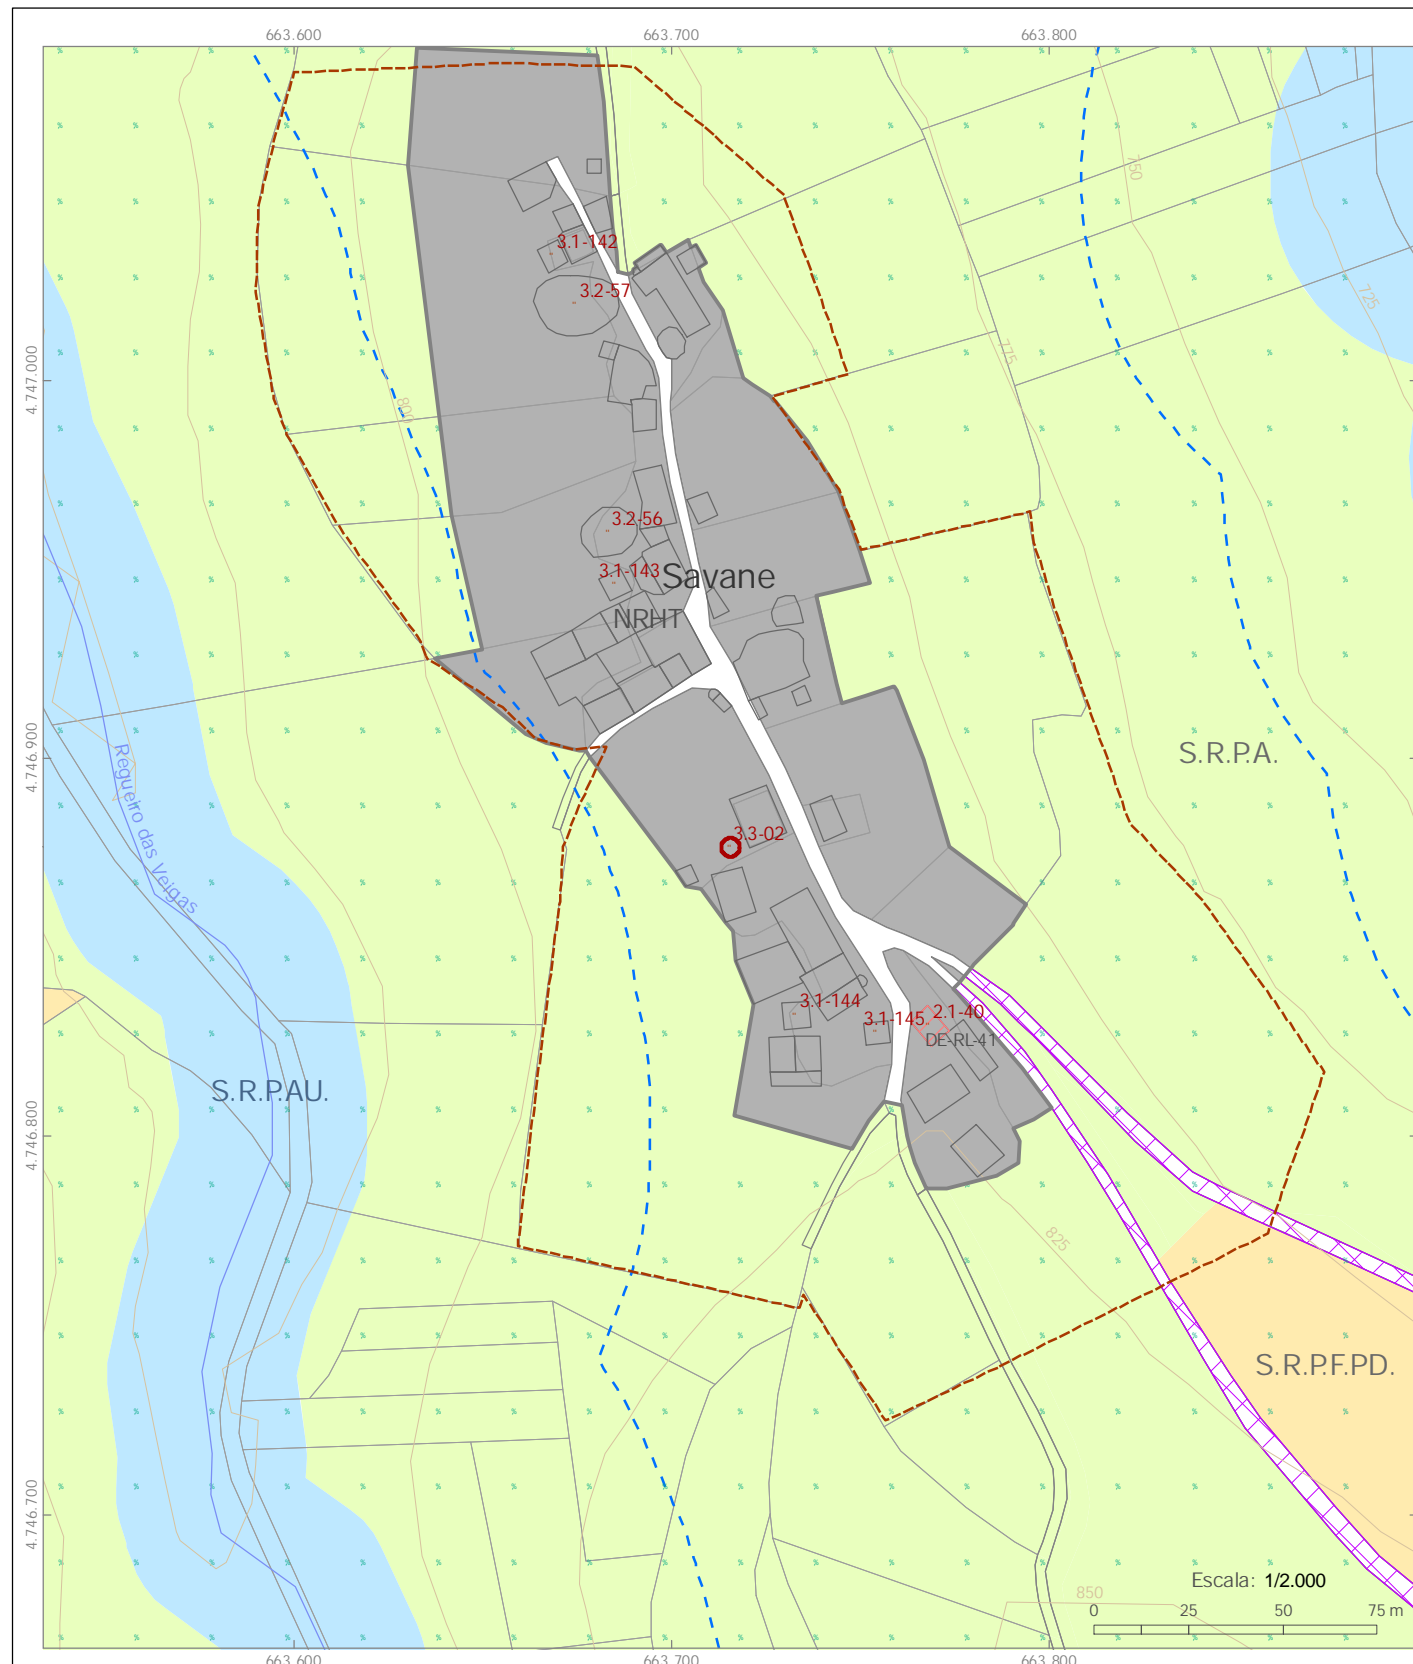 663.600
663.700
663.800
750
725
775
800
4.747.000
3.1-142
3.2-57
3.2-56
3.1-143
Savane
NRHT
4.746.900
Regueiro das Veigas
S.R.P.A.
3.3-02
3.1-144
3.1-145
2.1-40
DE-RL-41
S.R.P.AU.
4.746.800
825
S.R.P.F.PD.
4.746.700
850
Escala: 1/2.000
0 25 50 75 m
663.600
663.700
663.800